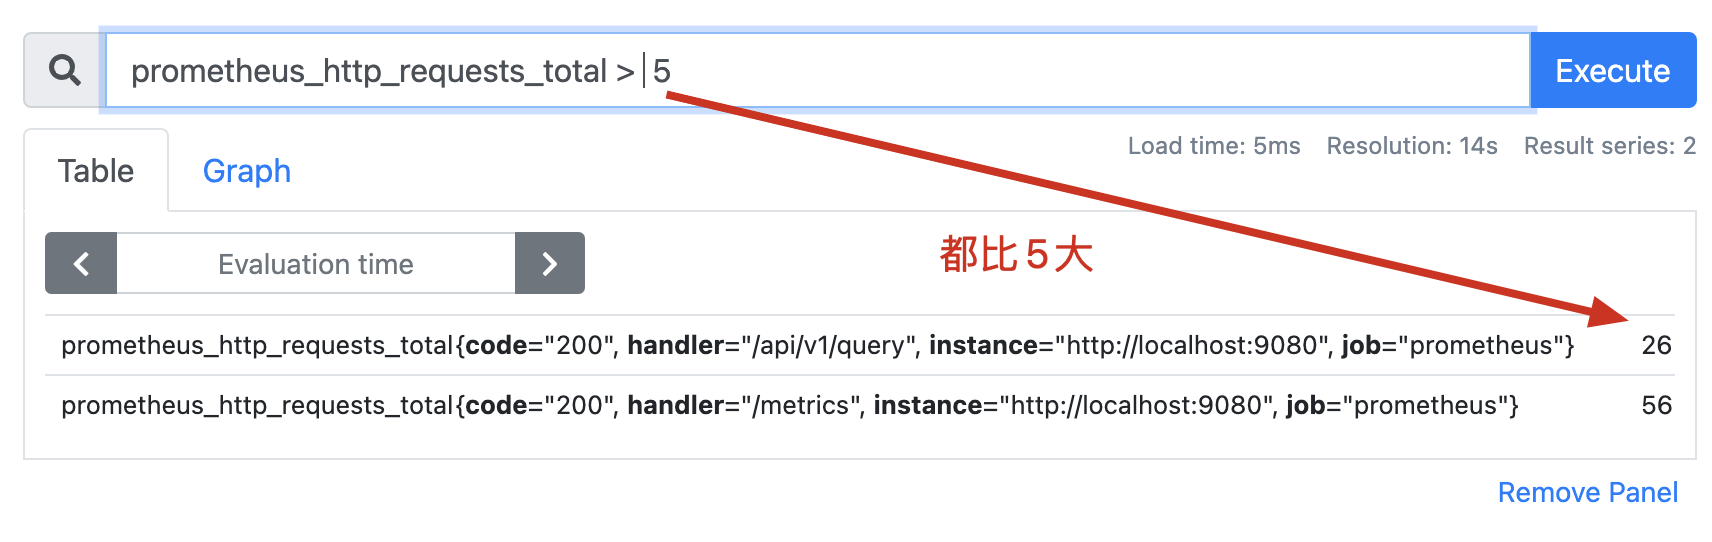 prometheus_http_requests_total > 5
Execute
Load time: 5ms Resolution: 14s Result series: 2
Table Graph
都比5大
Evaluation time
prometheus_http_requests_total{code="200", handler="/api/v1/query", instance="http://localhost:9080", job="prometheus"} 26
prometheus_http_requests_total{code="200", handler="/metrics", instance="http://localhost:9080", job="prometheus"} 56
Remove Panel